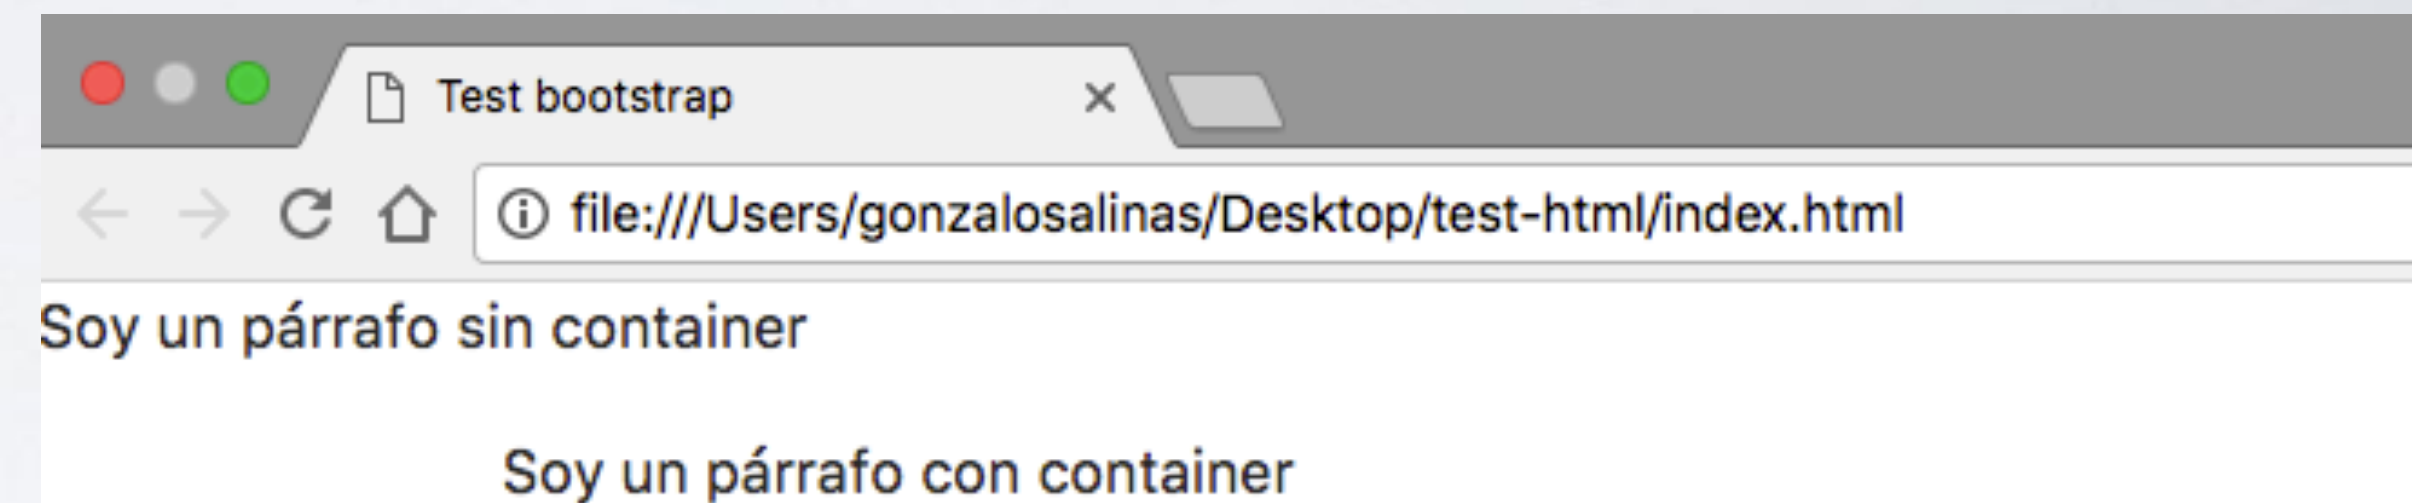 Test bootstrap
file:///Users/gonzalosalinas/Desktop/test-html/index.html
Soy un párrafo sin container
Soy un párrafo con container